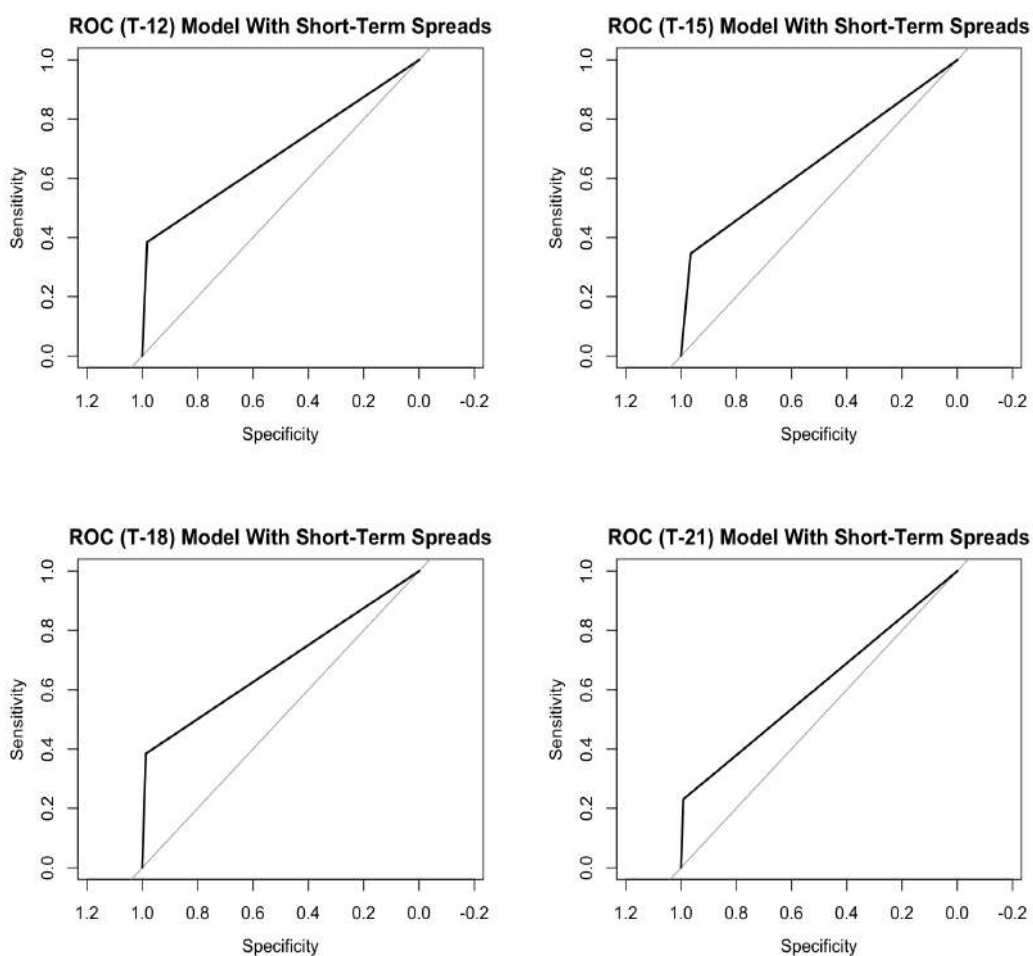 ROC (T-12) Model With Short-Term Spreads
Sensitivity
0.0 0.2 0.4 0.6 0.8 1.0
1.2 1.0 0.8 0.6 0.4 0.2 0.0 -0.2
Specificity
ROC (T-15) Model With Short-Term Spreads
Sensitivity
0.0 0.2 0.4 0.6 0.8 1.0
1.2 1.0 0.8 0.6 0.4 0.2 0.0 -0.2
Specificity
ROC (T-18) Model With Short-Term Spreads
Sensitivity
0.0 0.2 0.4 0.6 0.8 1.0
1.2 1.0 0.8 0.6 0.4 0.2 0.0 -0.2
Specificity
ROC (T-21) Model With Short-Term Spreads
Sensitivity
0.0 0.2 0.4 0.6 0.8 1.0
1.2 1.0 0.8 0.6 0.4 0.2 0.0 -0.2
Specificity